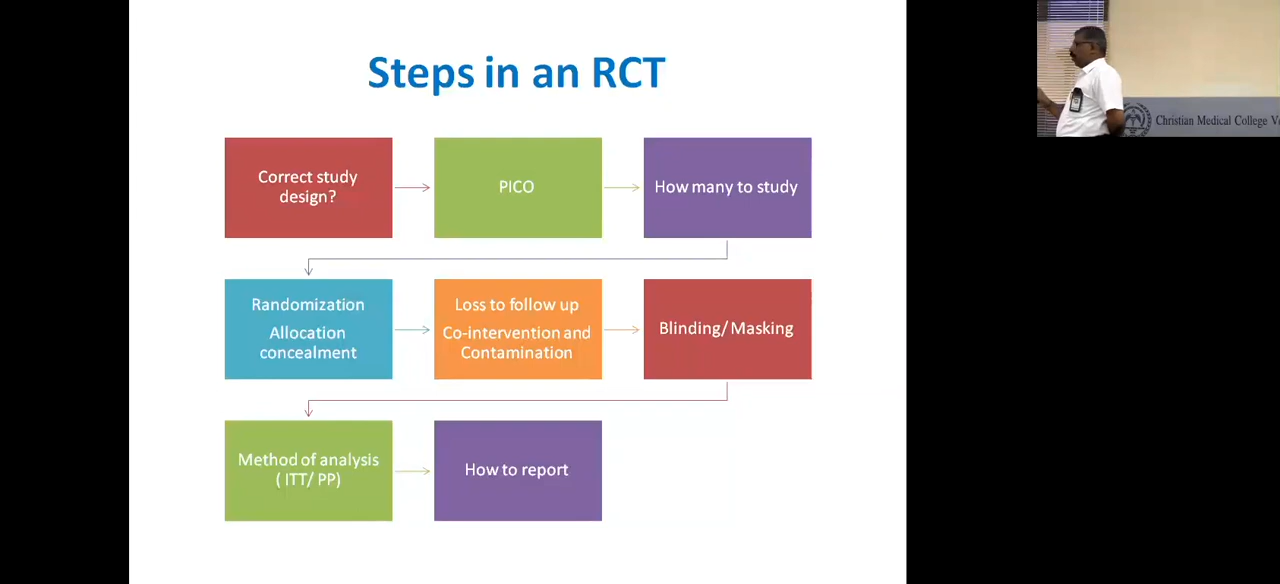 Steps in an RCT
Correct study
design?
PICO
How many to study
Randomization
Allocation
concealment
Loss to follow up
Co-intervention and
Contamination
Blinding/ Masking
Method of analysis
( ITT/ PP)
How to report
Christian Medical College